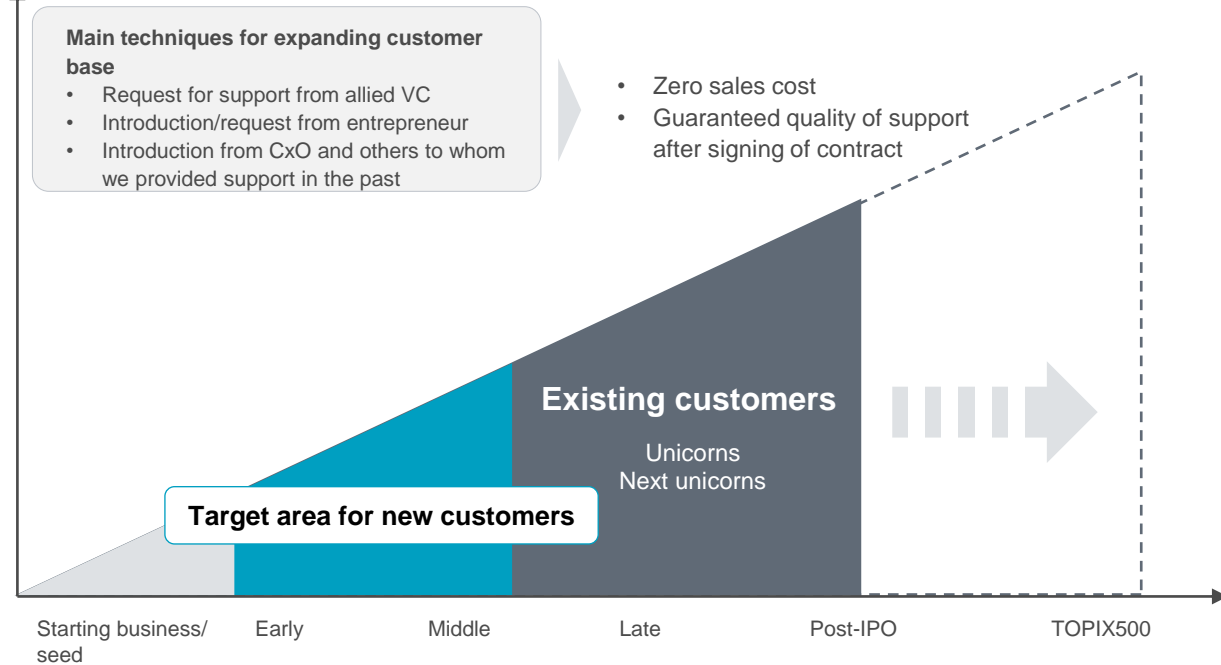 Main techniques for expanding customer
base
• Request for support from allied VC
• Introduction/request from entrepreneur
• Introduction from CxO and others to whom
we provided support in the past
• Zero sales cost
• Guaranteed quality of support
after signing of contract
Existing customers
Unicorns
Next unicorns
Target area for new customers
Starting business/
seed
Early
Middle
Late
Post-IPO
TOPIX500